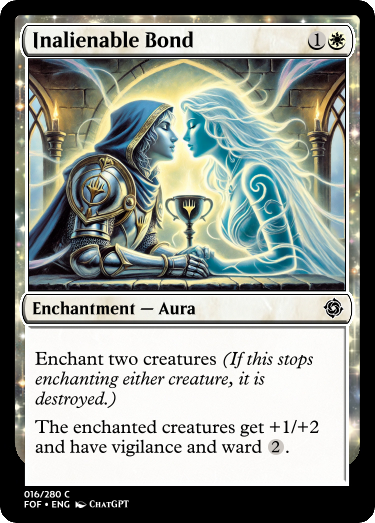 Inalienable Bond 1
Enchantment — Aura
Enchant two creatures (If this stops
enchanting either creature, it is
destroyed.)
The enchanted creatures get +1/+2
and have vigilance and ward 2.
016/280 C
FOF • ENG ChatGPT